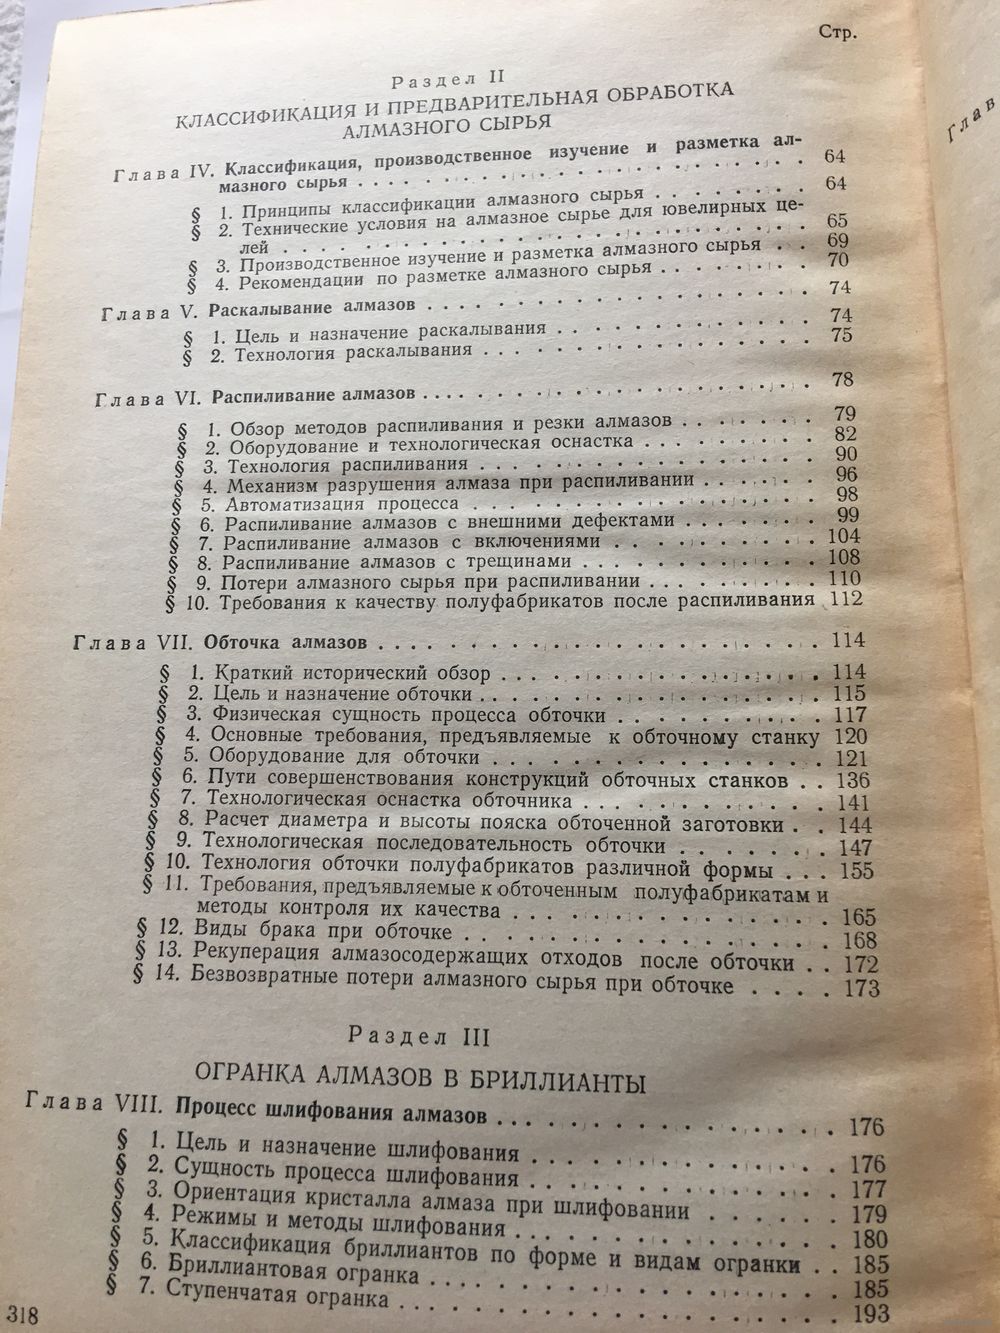 Стр.
Раздел II
КЛАССИФИКАЦИЯ И ПРЕДВАРИТЕЛЬНАЯ ОБРАБОТКА
АЛМАЗНОГО СЫРЬЯ
Глава IV. Классификация, производственное изучение и разметка ал-
мазного сырья . . . . . . . . . . . . . . . . . . . . 64
§ 1. Принципы классификации алмазного сырья . . . . . . . . 64
§ 2. Технические условия на алмазное сырье для ювелирных це-
лей . . . . . . . . . . . . . . . . . . . . 65
§ 3. Производственное изучение и разметка алмазного сырья . . 69
§ 4. Рекомендации по разметке алмазного сырья . . . . . . . 70
Глава V. Раскалывание алмазов . . . . . . . . . . . . . . . . . . 74
§ 1. Цель и назначение раскалывания . . . . . . . . . . . . 74
§ 2. Технология раскалывания . . . . . . . . . . . . . . . 75
Глава VI. Распиливание алмазов . . . . . . . . . . . . . . . . . . 78
§ 1. Обзор методов распиливания и резки алмазов . . . . . . 79
§ 2. Оборудование и технологическая оснастка . . . . . . . . 82
§ 3. Технология распиливания . . . . . . . . . . . . . . . 90
§ 4. Механизм разрушения алмаза при распиливании . . . . . . 96
§ 5. Автоматизация процесса . . . . . . . . . . . . . . . . 98
§ 6. Распиливание алмазов с внешними дефектами . . . . . . . 99
§ 7. Распиливание алмазов с включениями . . . . . . . . . . 104
§ 8. Распиливание алмазов с трещинами . . . . . . . . . . . 108
§ 9. Потери алмазного сырья при распиливании . . . . . . . . 110
§ 10. Требования к качеству полуфабрикатов после распиливания 112
Глава VII. Обточка алмазов . . . . . . . . . . . . . . . . . . . . 114
§ 1. Краткий исторический обзор . . . . . . . . . . . . . . 114
§ 2. Цель и назначение обточки . . . . . . . . . . . . . . . 115
§ 3. Физическая сущность процесса обточки . . . . . . . . . 117
§ 4. Основные требования, предъявляемые к обточному станку 120
§ 5. Оборудование для обточки . . . . . . . . . . . . . . . 121
§ 6. Пути совершенствования конструкций обточных станков . . 136
§ 7. Технологическая оснастка обточника . . . . . . . . . . 141
§ 8. Расчет диаметра и высоты пояска обточенной заготовки . . 144
§ 9. Технологическая последовательность обточки . . . . . . . 147
§ 10. Технология обточки полуфабрикатов различной формы . . . 155
§ 11. Требования, предъявляемые к обточенным полуфабрикатам и
методы контроля их качества . . . . . . . . . . . . . . 165
§ 12. Виды брака при обточке . . . . . . . . . . . . . . . . 168
§ 13. Рекуперация алмазосодержащих отходов после обточки . . 172
§ 14. Безвозвратные потери алмазного сырья при обточке . . . . 173
Раздел III
ОГРАНКА АЛМАЗОВ В БРИЛЛИАНТЫ
Глава VIII. Процесс шлифования алмазов . . . . . . . . . . . . . . . 176
§ 1. Цель и назначение шлифования . . . . . . . . . . . . . 176
§ 2. Сущность процесса шлифования . . . . . . . . . . . . . 177
§ 3. Ориентация кристалла алмаза при шлифовании . . . . . . 179
§ 4. Режимы и методы шлифования . . . . . . . . . . . . . . 180
§ 5. Классификация бриллиантов по форме и видам огранки . . 185
§ 6. Бриллиантовая огранка . . . . . . . . . . . . . . . . . 185
§ 7. Ступенчатая огранка . . . . . . . . . . . . . . . . . . 193
318
Глав